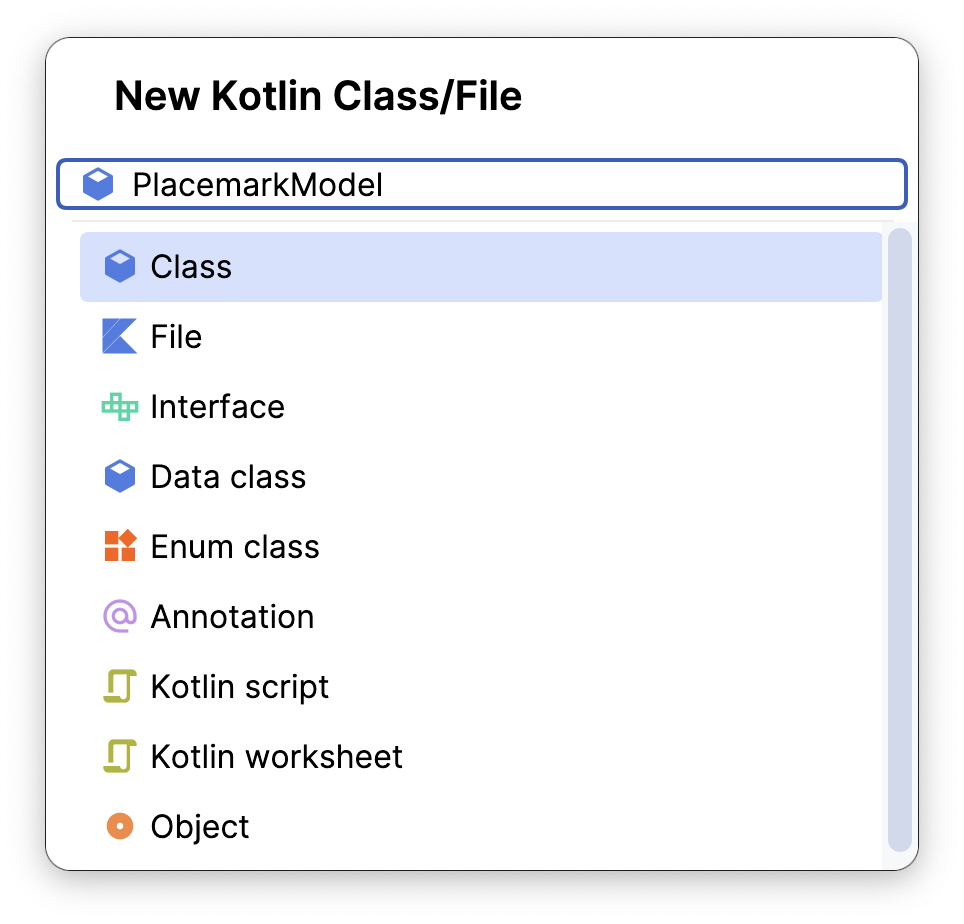 New Kotlin Class/File
PlacemarkModel
Class
File
Interface
Data class
Enum class
Annotation
Kotlin script
Kotlin worksheet
Object